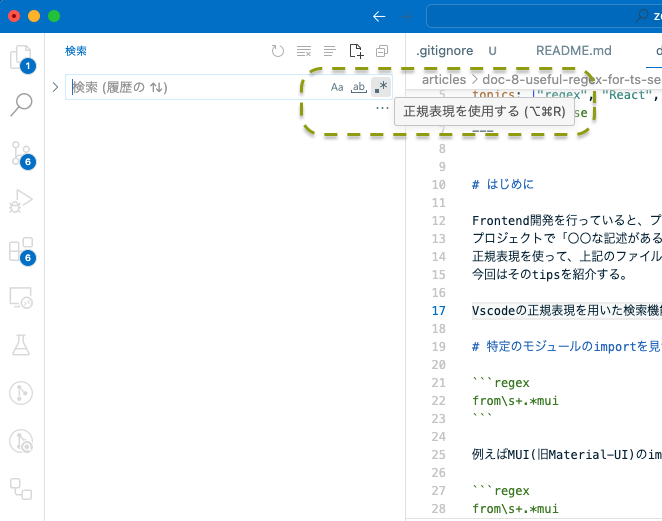 ze
.gitignore U README.md d
検索
articles > doc-8-useful-regex-for-ts-se
検索 (履歴の ⇅)
Aa ab .*
…
正規表現を使用する (⌥⌘R)
1
6
6
5 topics: ["regex", "React",
se
7 ---
8
9
10 # はじめに
11
12 Frontend開発を行っていると、プ
13 プロジェクトで「〇〇な記述がある
14 正規表現を使って、上記のファイル
15 今回はそのtipsを紹介する。
16
17 Vscodeの正規表現を用いた検索機能
18
19 # 特定のモジュールのimportを見
20
21 ```regex
22 from\s+.*mui
23 ```
24
25 例えばMUI(旧Material-UI)のim
26
27 ```regex
28 from\s+.*mui